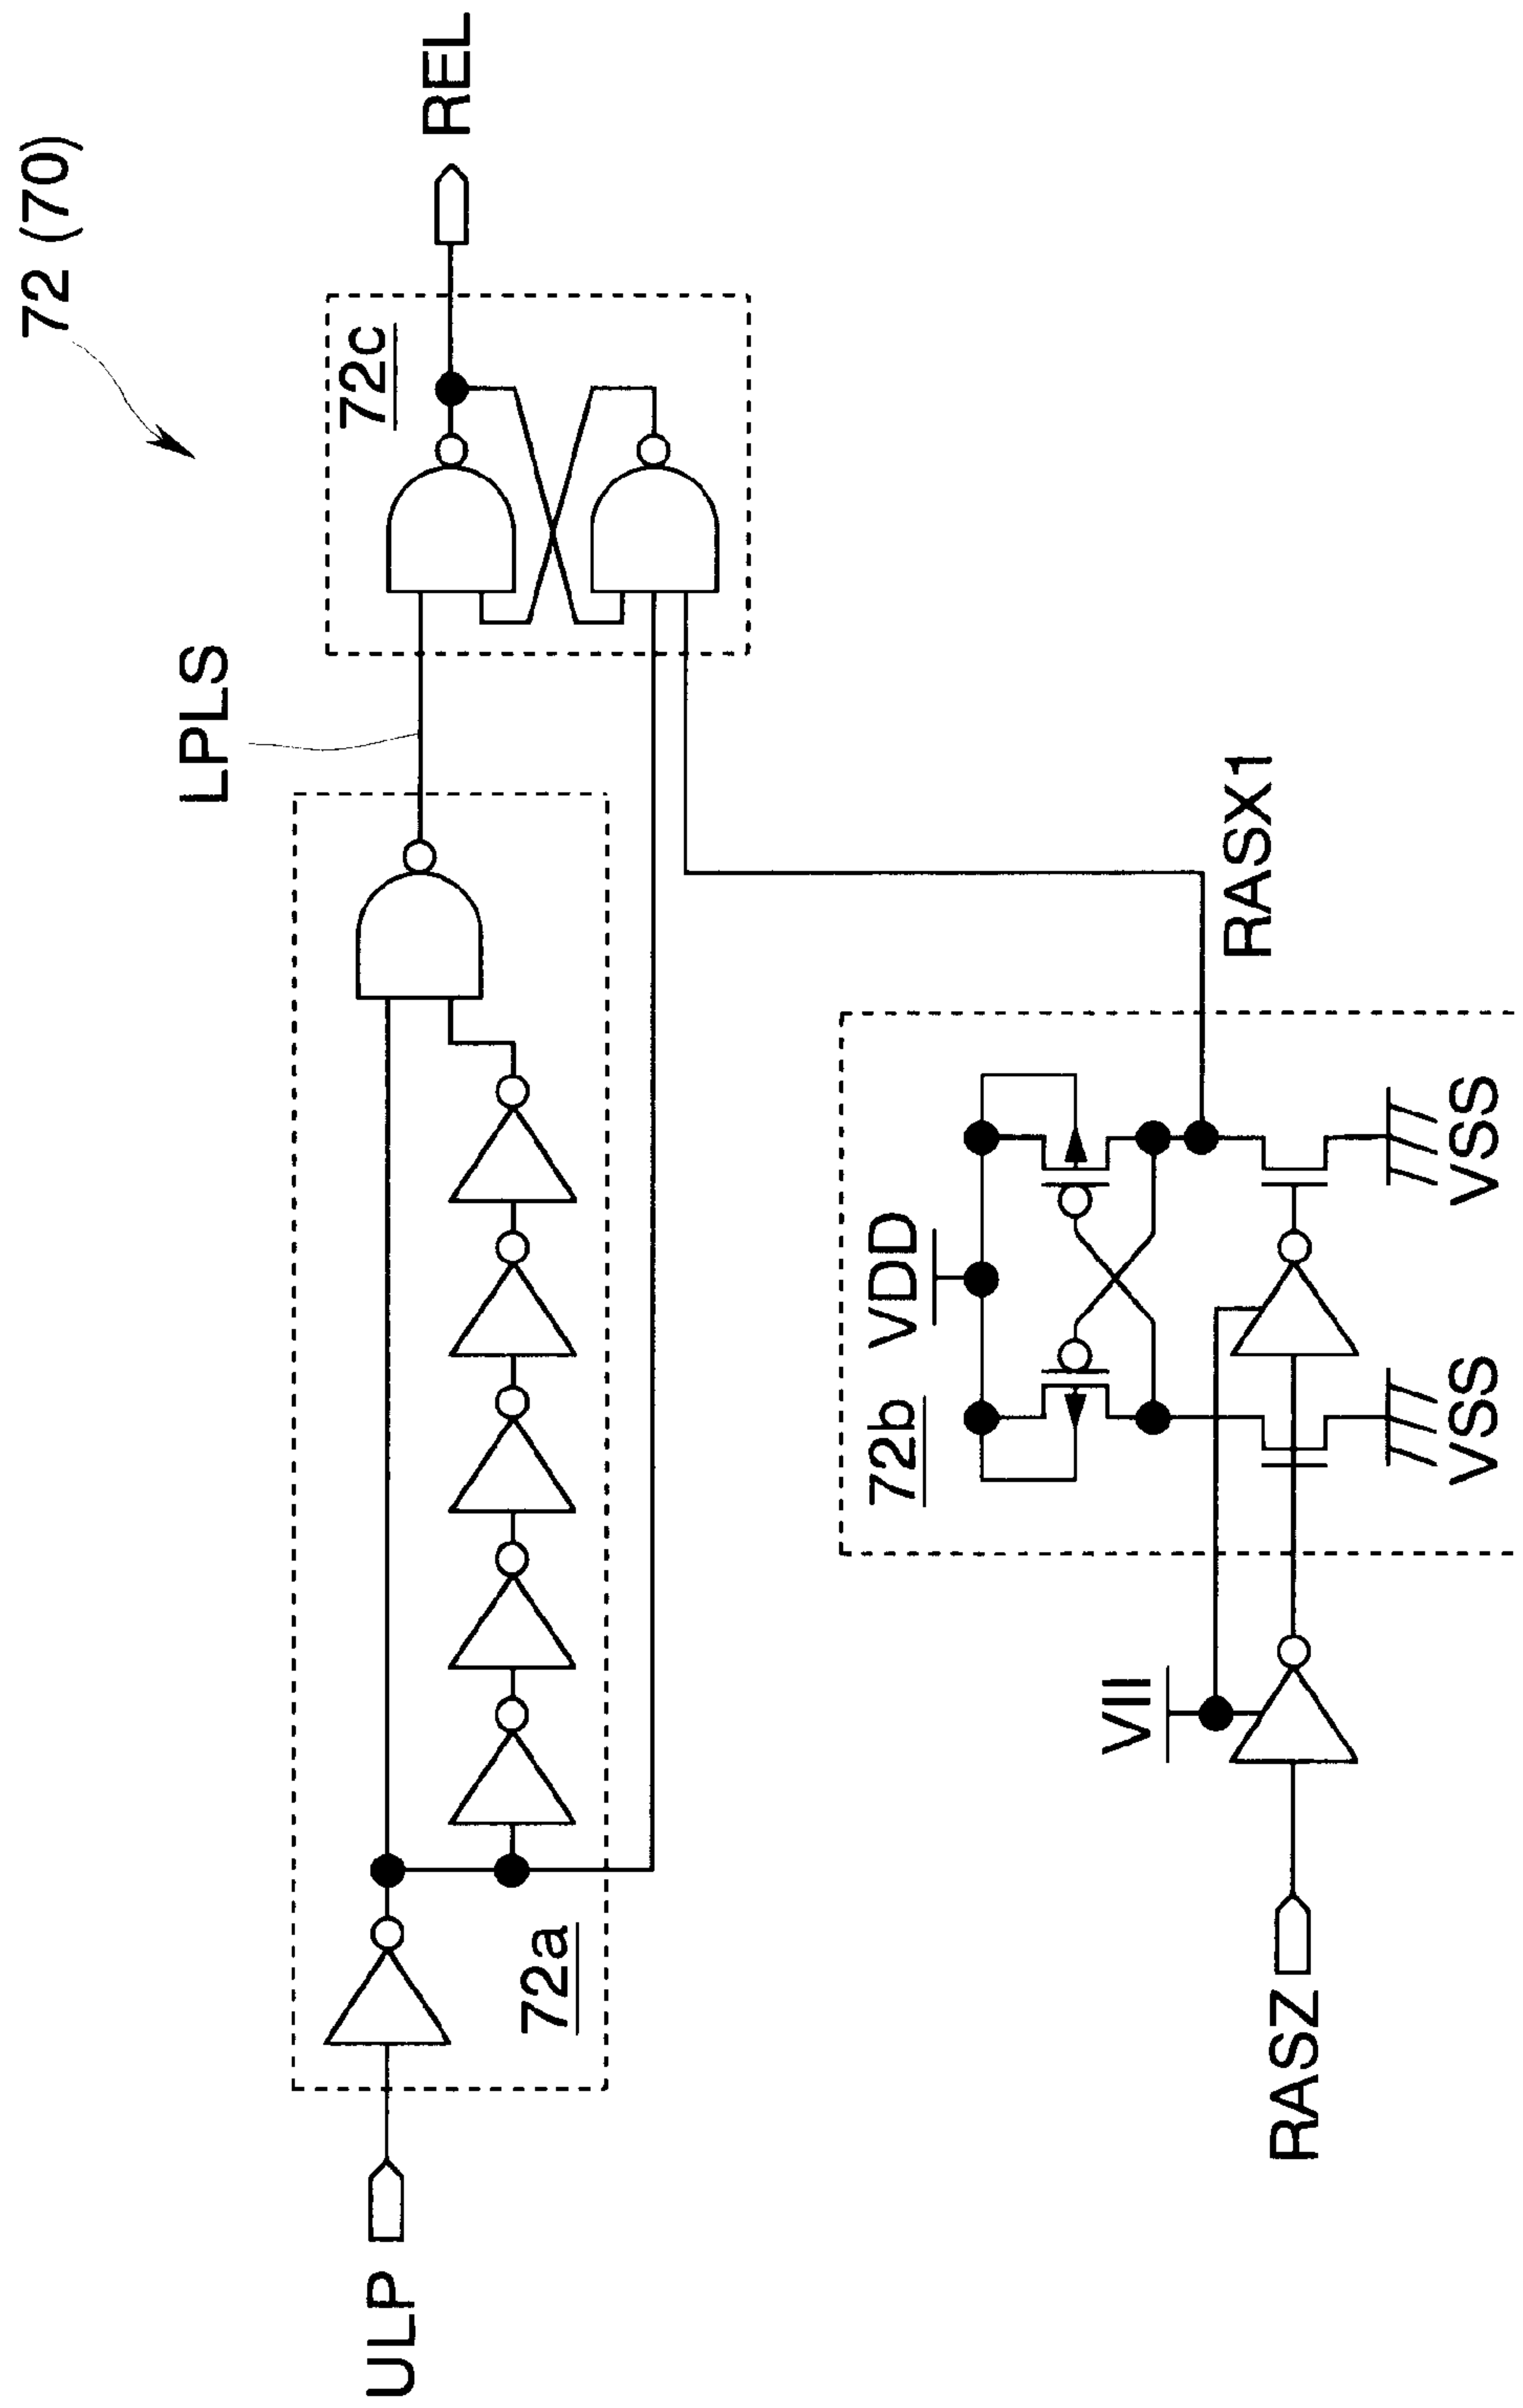 72 (70)
ULP
72a
LPLS
72c
REL
RASZ
VII
72b
VDD
VSS
VSS
RASX1